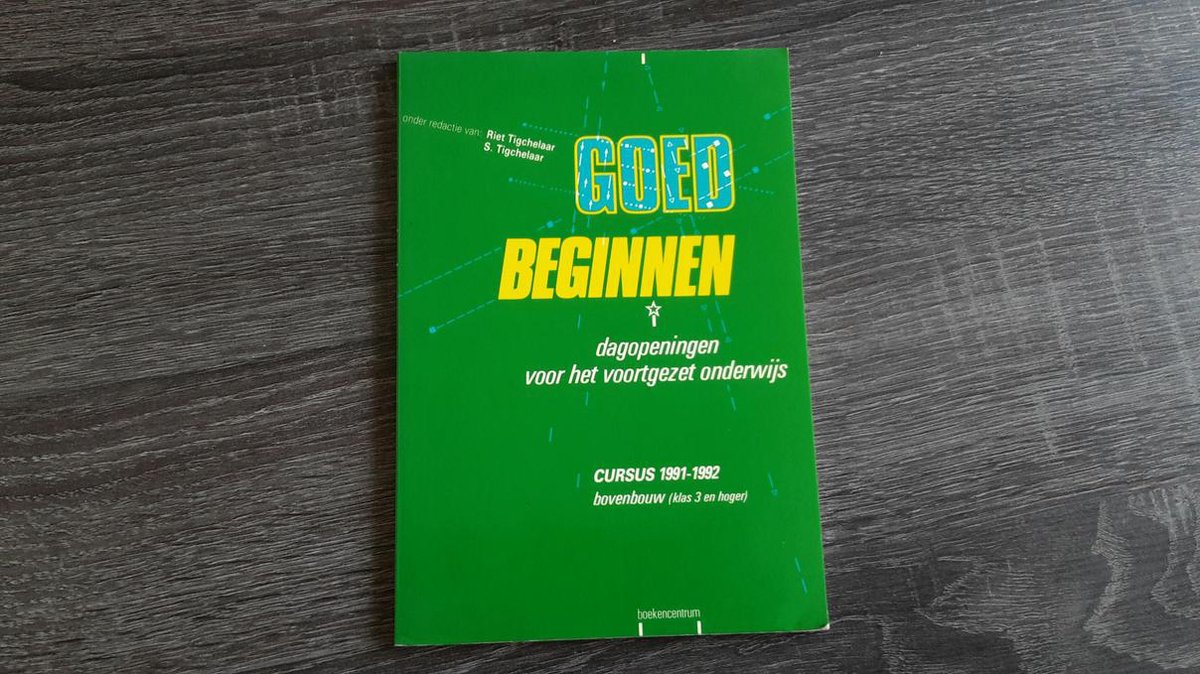 onder redactie van: Riet Tigchelaar
S. Tigchelaar
GOED
BEGINNEN
dagopeningen
voor het voortgezet onderwijs
CURSUS 1991-1992
bovenbouw (klas 3 en hoger)
boekencentrum